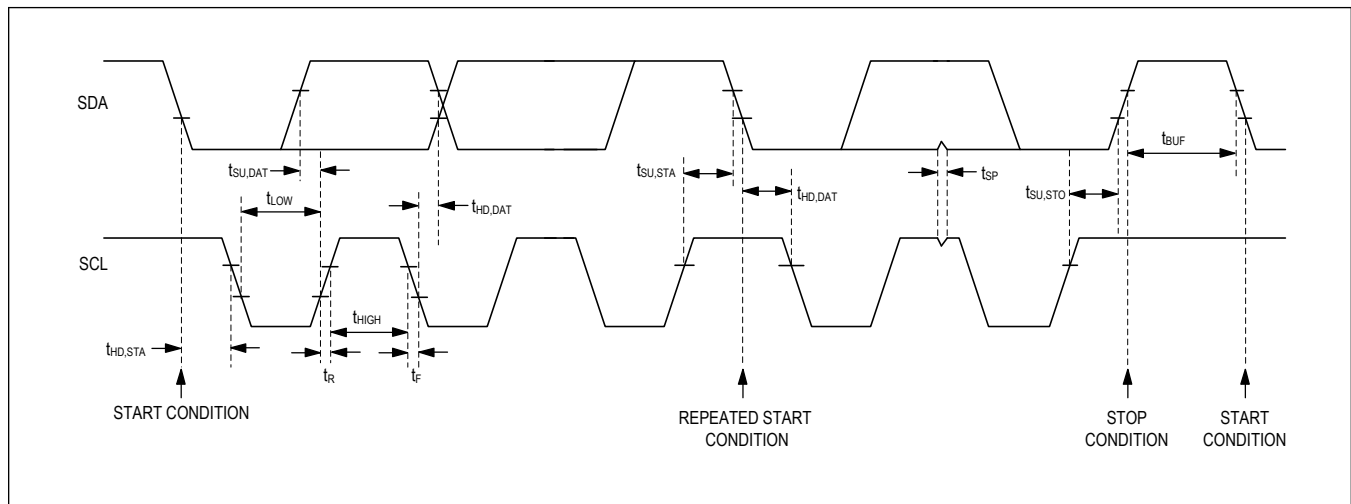 SDA
tSU,DAT
tLOW
tHD,DAT
tSU,STA
tHD,DAT
tSP
tSU,STO
tBUF
SCL
tHIGH
tHD,STA
tR
tF
START CONDITION
REPEATED START
CONDITION
STOP
CONDITION
START
CONDITION